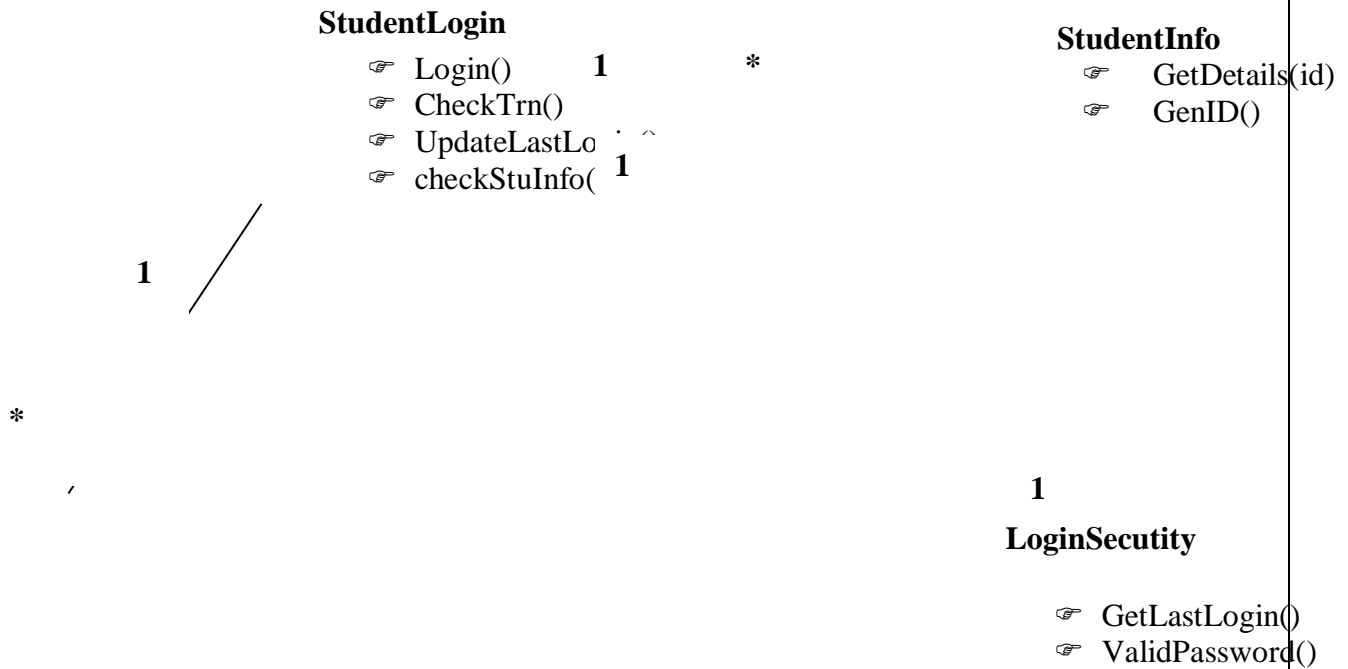 StudentLogin
☞ Login()
☞ CheckTrn()
☞ UpdateLastLo
☞ checkStuInfo(
1
*
1
StudentInfo
☞ GetDetails(id)
☞ GenID()
1
*
1
LoginSecutity
☞ GetLastLogin()
☞ ValidPassword()